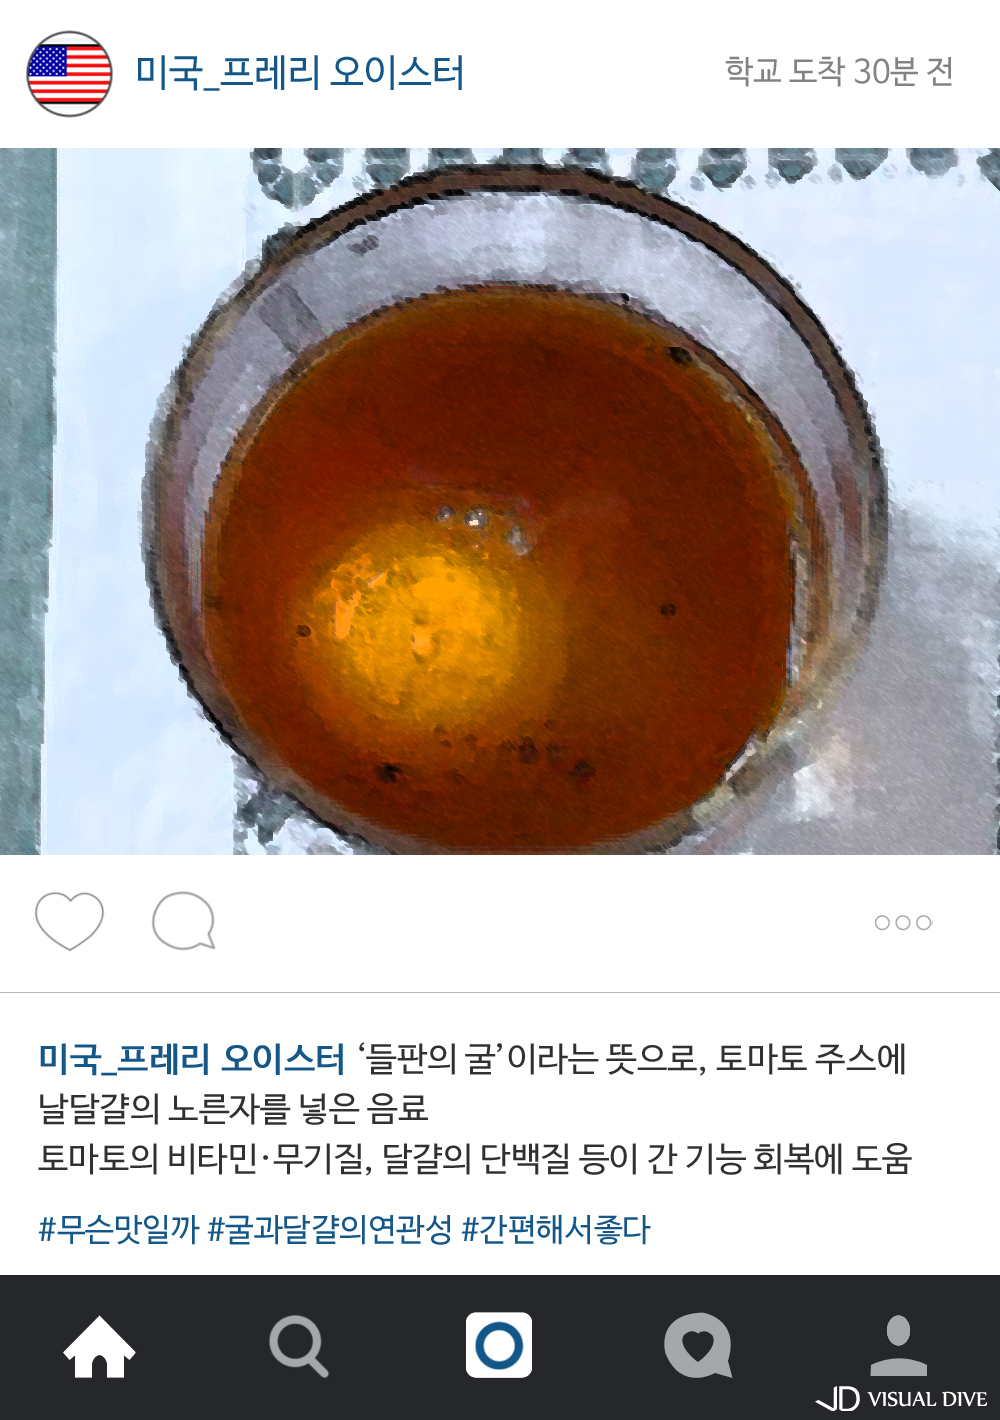 미국_프레리 오이스터
학교 도착 30분 전
미국_프레리 오이스터 ‘들판의 굴’이라는 뜻으로, 토마토 주스에
날달걀의 노른자를 넣은 음료
토마토의 비타민·무기질, 달걀의 단백질 등이 간 기능 회복에 도움
#무슨맛일까 #굴과달걀의연관성 #간편해서좋다
VISUAL DIVE